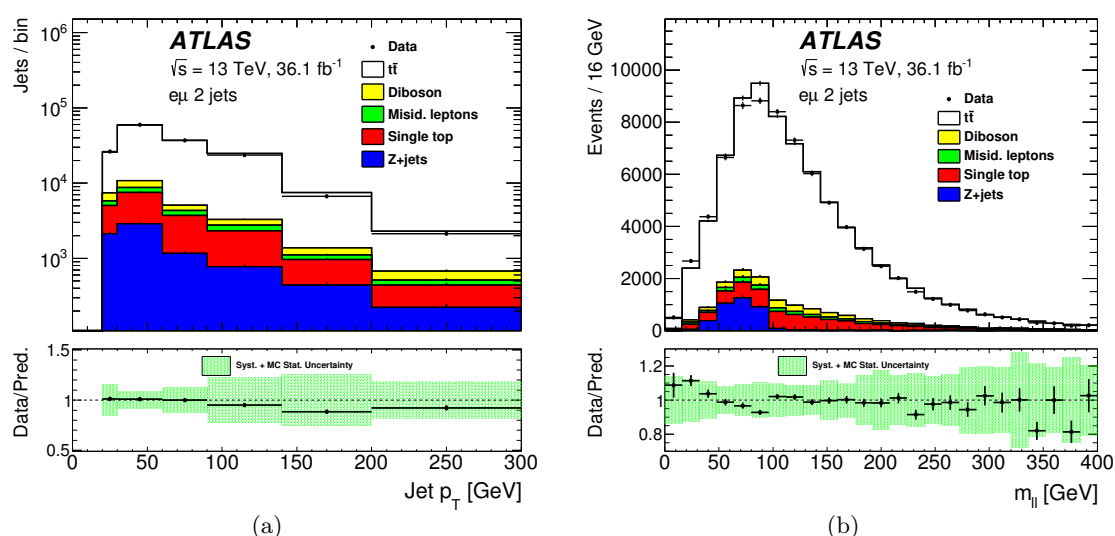 Jets / bin
10⁶
10⁵
10⁴
10³
ATLAS
√s = 13 TeV, 36.1 fb⁻¹
eμ 2 jets
Data
tt̄
Diboson
Misid. leptons
Single top
Z+jets
Data/Pred.
1.5
1
0.5
Syst. + MC Stat. Uncertainty
0 50 100 150 200 250 300
Jet p_T [GeV]
(a)
Events / 16 GeV
10000
8000
6000
4000
2000
0
ATLAS
√s = 13 TeV, 36.1 fb⁻¹
eμ 2 jets
Data
tt̄
Diboson
Misid. leptons
Single top
Z+jets
Data/Pred.
1.2
1
0.8
Syst. + MC Stat. Uncertainty
0 50 100 150 200 250 300 350 400
m_ll [GeV]
(b)